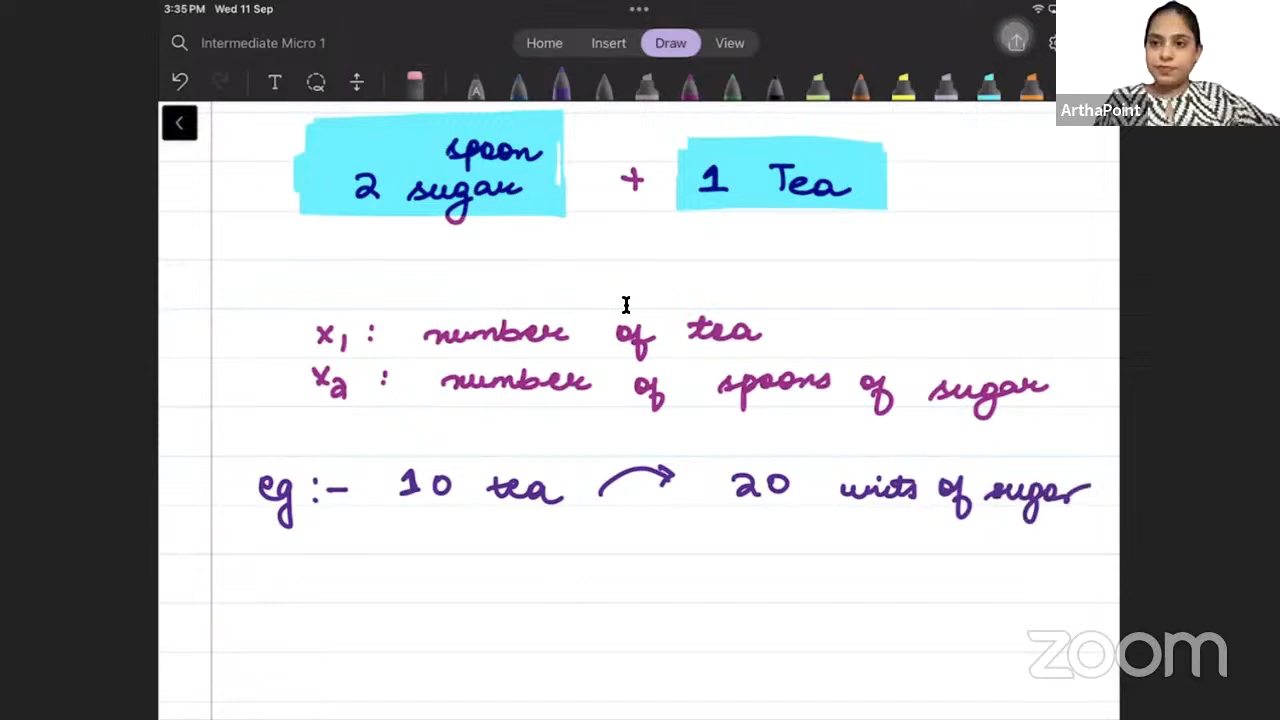 3:35 PM Wed 11 Sep
Intermediate Micro 1
Home Insert Draw View
ArthaPoint
spoon
2 sugar + 1 Tea
x1 : number of tea
x2 : number of spoons of sugar
eg :- 10 tea → 20 units of sugar
zoom